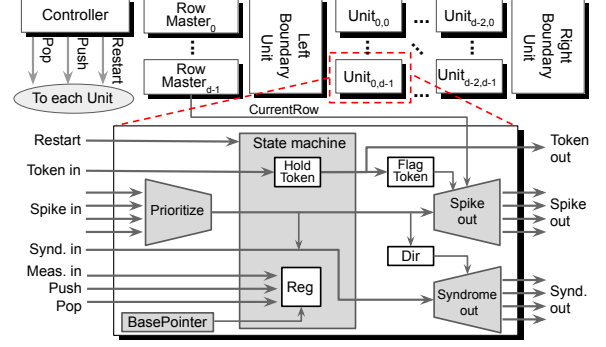 Controller
Pop
Push
Restart
To each Unit
Row
Master0
...
Row
Masterd-1
Left
Boundary
Unit
Unit0,0
...
Unitd-2,0
Unit0,d-1
...
Unitd-2,d-1
Right
Boundary
Unit
CurrentRow
Restart
State machine
Token in
Hold
Token
Flag
Token
Token
out
Spike in
Prioritize
Spike
out
Spike
out
Synd. in
Dir
Meas. in
Push
Pop
Reg
Syndrome
out
Synd.
out
BasePointer